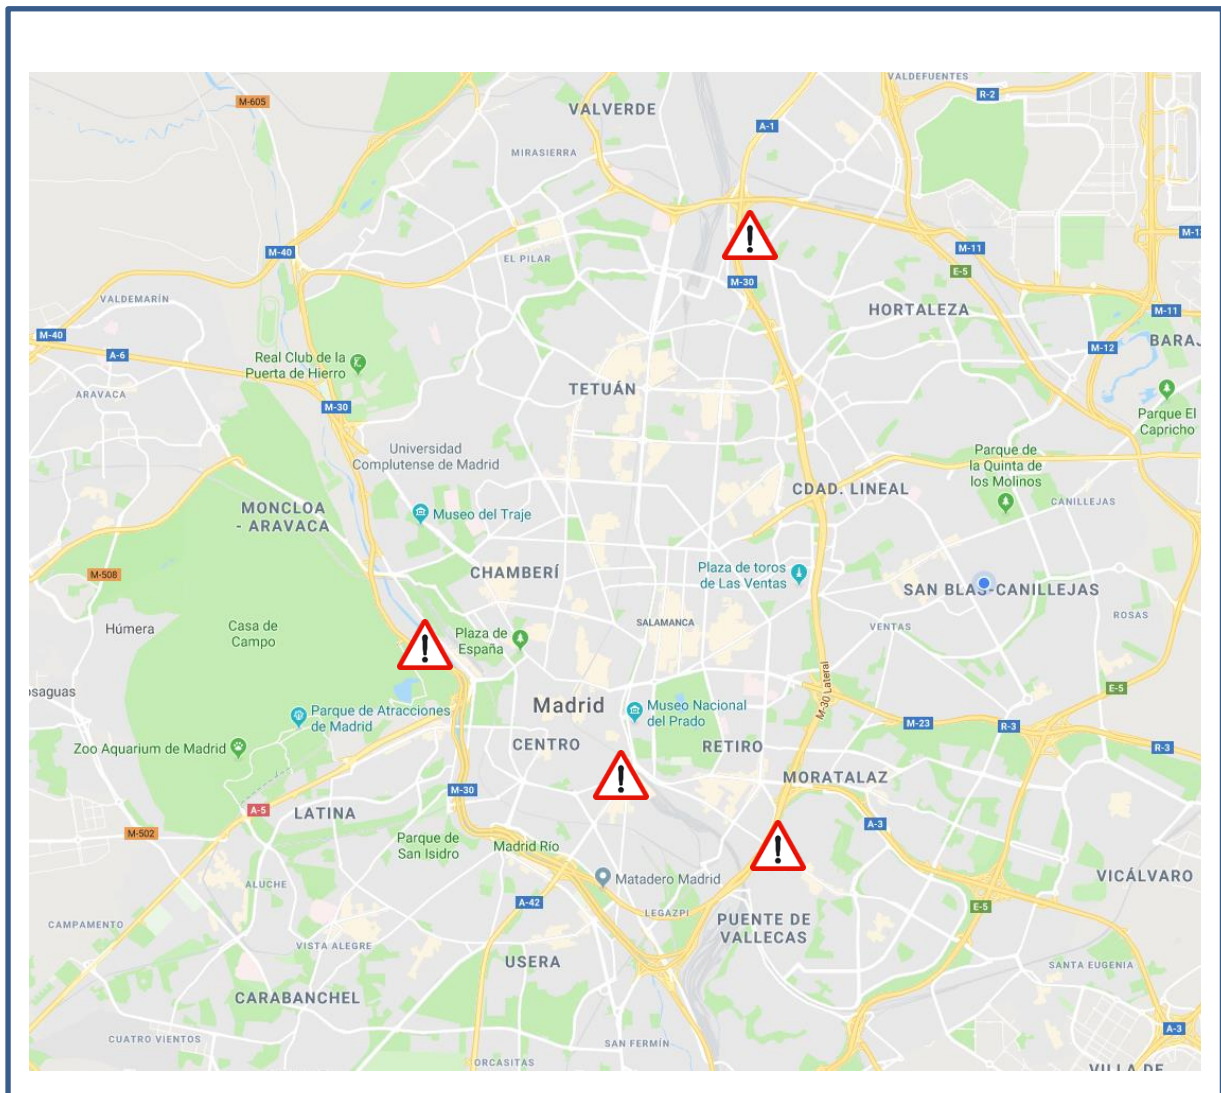 VALDEFUENTES
R-2
M-605
VALVERDE
A-1
MIRASIERRA
M-40
EL PILAR
M-30
M-11
E-5
VALDEMARÍN
HORTALEZA
M-11
M-40
A-6
BARAJ
M-12
Real Club de la
Puerta de Hierro
ARAVACA
TETUÁN
M-30
Parque El
Capricho
Universidad
Complutense de Madrid
Parque de
la Quinta de
los Molinos
CDAD. LINEAL
CANILLEJAS
MONCLOA
- ARAVACA
Museo del Traje
M-508
CHAMBERÍ
Plaza de toros
de Las Ventas
SAN BLAS-CANILLEJAS
ROSAS
Húmera
Casa de
Campo
Plaza de
España
SALAMANCA
VENTAS
M-30 Lateral
E-5
osaguas
Parque de Atracciones
de Madrid
Madrid
Museo Nacional
del Prado
M-23
R-3
R-3
Zoo Aquarium de Madrid
CENTRO
RETIRO
MORATALAZ
M-30
A-5
LATINA
M-502
A-3
Parque de
San Isidro
Madrid Río
Matadero Madrid
VICÁLVARO
ALUCHE
A-42
E-5
LEGAZPI
CAMPAMENTO
PUENTE DE
VALLECAS
VISTA ALEGRE
USERA
SANTA EUGENIA
CARABANCHEL
A-3
CUATRO VIENTOS
SAN FERMÍN
ORCASITAS
VILLA DE